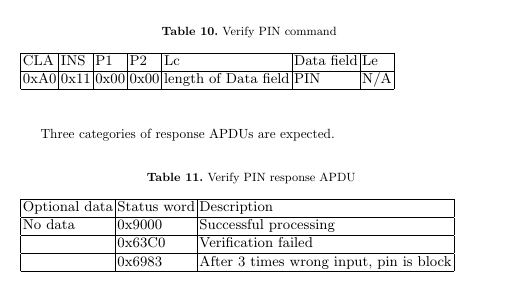 Table 10. Verify PIN command
CLA INS P1 P2 Lc Data field Le
0xA0 0x11 0x00 0x00 length of Data field PIN N/A
Three categories of response APDUs are expected.
Table 11. Verify PIN response APDU
Optional data Status word Description
No data 0x9000 Successful processing
0x63C0 Verification failed
0x6983 After 3 times wrong input, pin is block